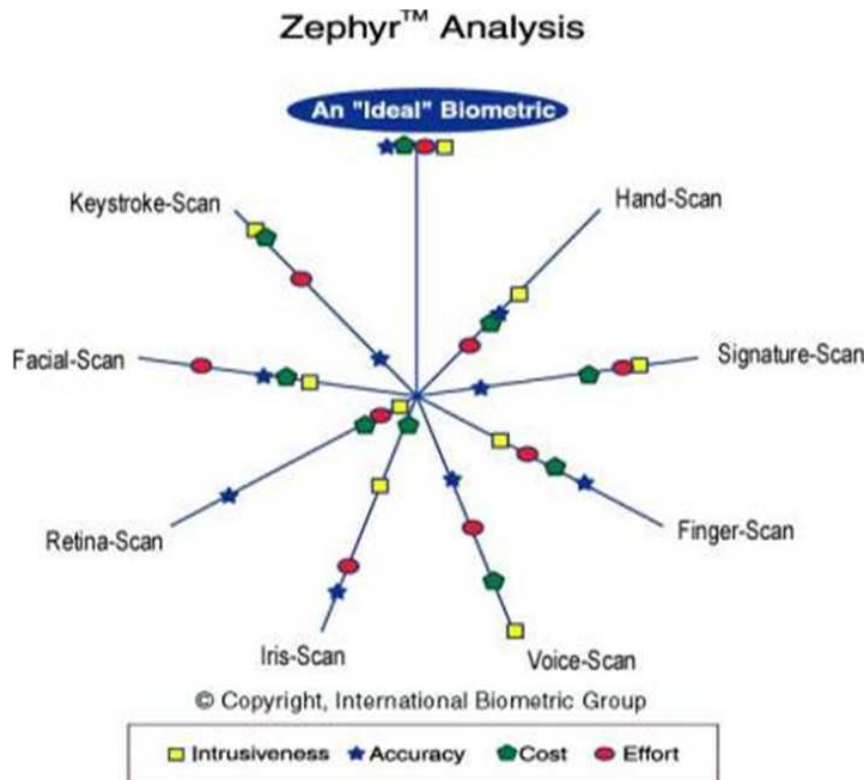 Zephyr™ Analysis
An "Ideal" Biometric
Keystroke-Scan
Hand-Scan
Facial-Scan
Signature-Scan
Retina-Scan
Finger-Scan
Iris-Scan
Voice-Scan
© Copyright, International Biometric Group
Intrusiveness Accuracy Cost Effort